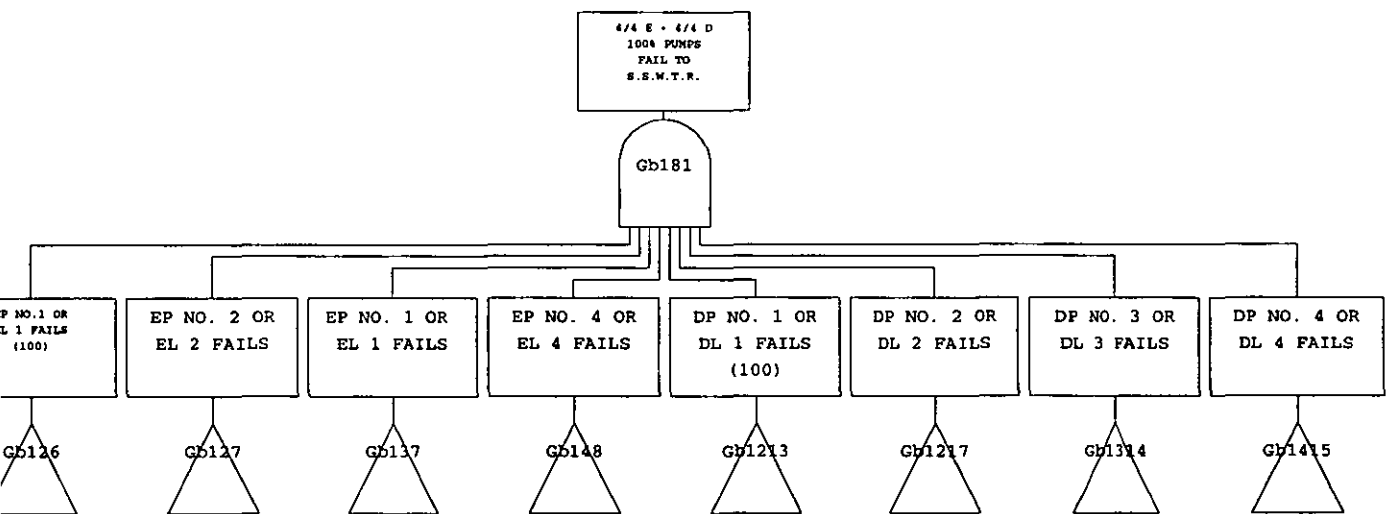 4/4 E + 4/4 D
100% PUMPS
FAIL TO
S.S.W.T.R.
Gb181
P NO.1 OR
L 1 FAILS
(100)
EP NO. 2 OR
EL 2 FAILS
EP NO. 1 OR
EL 1 FAILS
EP NO. 4 OR
EL 4 FAILS
DP NO. 1 OR
DL 1 FAILS
(100)
DP NO. 2 OR
DL 2 FAILS
DP NO. 3 OR
DL 3 FAILS
DP NO. 4 OR
DL 4 FAILS
Gb126
Gb127
Gb137
Gb148
Gb1213
Gb1217
Gb1314
Gb1415